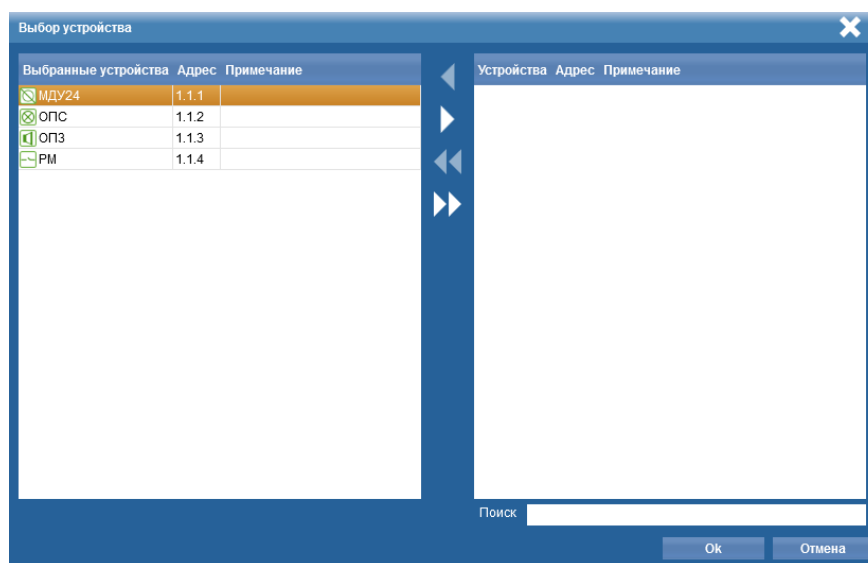 Выбор устройства
Выбранные устройства Адрес Примечание
МДУ24 1.1.1
ОПС 1.1.2
ОПЗ 1.1.3
РМ 1.1.4
Устройства Адрес Примечание
Поиск
Ok Отмена